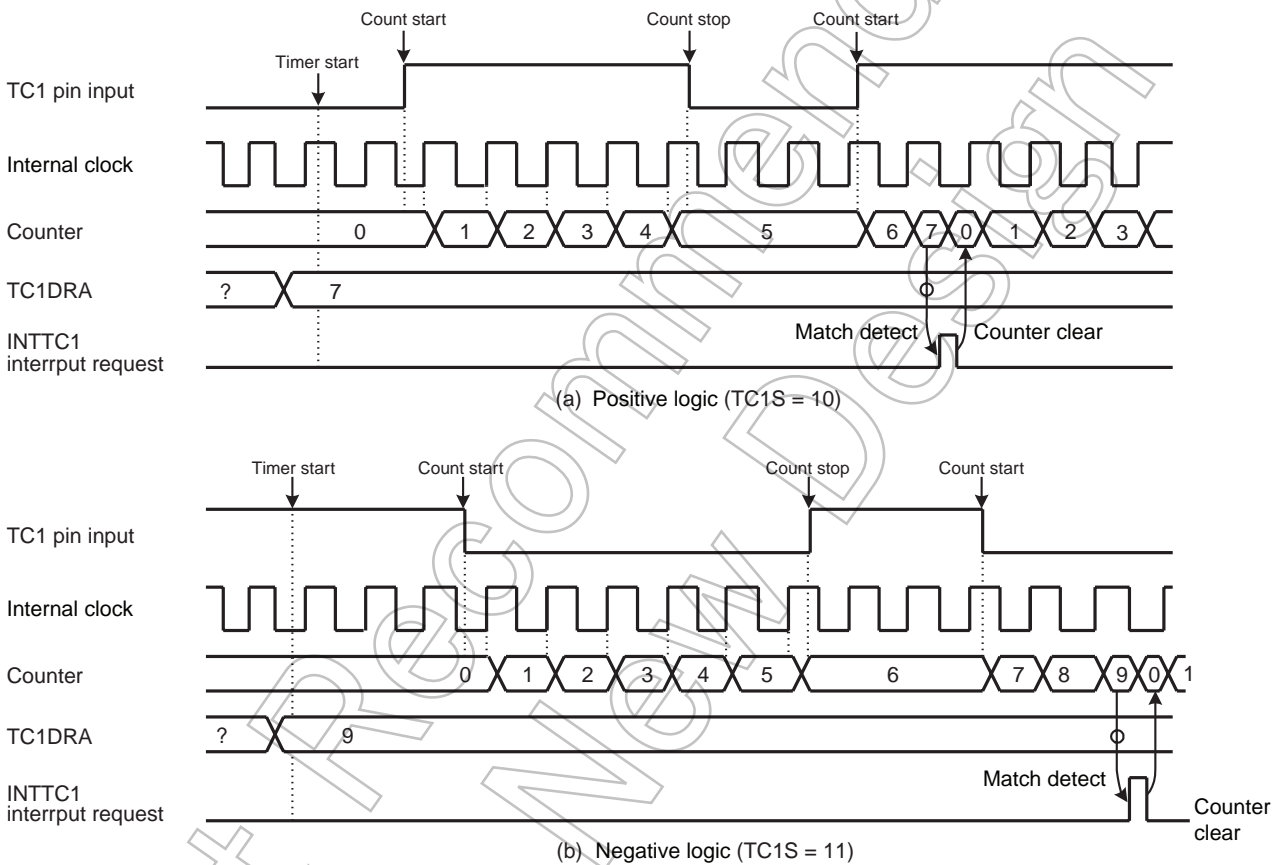 Count start Count stop Count start
Timer start
TC1 pin input
Internal clock
Counter 0 1 2 3 4 5 6 7 0 1 2 3
TC1DRA ? 7
Match detect Counter clear
INTTC1
interrput request
(a) Positive logic (TC1S = 10)
Timer start Count start Count stop Count start
TC1 pin input
Internal clock
Counter 0 1 2 3 4 5 6 7 8 9 0 1
TC1DRA ? 9
Match detect
INTTC1
interrput request
Counter
clear
(b) Negative logic (TC1S = 11)
Recommend
New Design